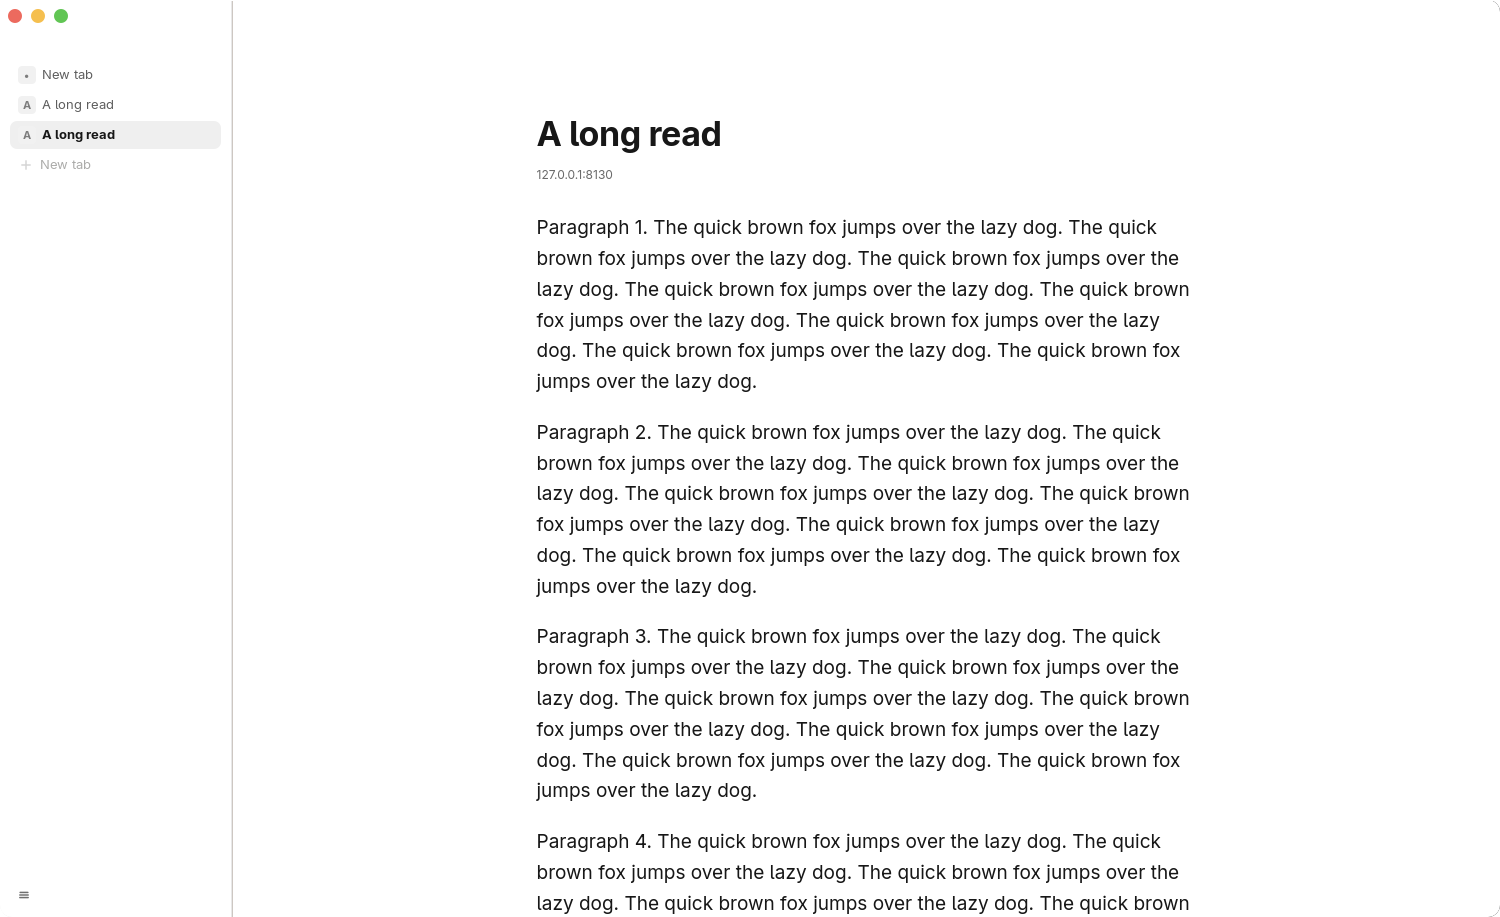 New tab
A A long read
A A long read
New tab
A long read
127.0.0.1:8130
Paragraph 1. The quick brown fox jumps over the lazy dog. The quick
brown fox jumps over the lazy dog. The quick brown fox jumps over the
lazy dog. The quick brown fox jumps over the lazy dog. The quick brown
fox jumps over the lazy dog. The quick brown fox jumps over the lazy
dog. The quick brown fox jumps over the lazy dog. The quick brown fox
jumps over the lazy dog.
Paragraph 2. The quick brown fox jumps over the lazy dog. The quick
brown fox jumps over the lazy dog. The quick brown fox jumps over the
lazy dog. The quick brown fox jumps over the lazy dog. The quick brown
fox jumps over the lazy dog. The quick brown fox jumps over the lazy
dog. The quick brown fox jumps over the lazy dog. The quick brown fox
jumps over the lazy dog.
Paragraph 3. The quick brown fox jumps over the lazy dog. The quick
brown fox jumps over the lazy dog. The quick brown fox jumps over the
lazy dog. The quick brown fox jumps over the lazy dog. The quick brown
fox jumps over the lazy dog. The quick brown fox jumps over the lazy
dog. The quick brown fox jumps over the lazy dog. The quick brown fox
jumps over the lazy dog.
Paragraph 4. The quick brown fox jumps over the lazy dog. The quick
brown fox jumps over the lazy dog. The quick brown fox jumps over the
lazy dog. The quick brown fox jumps over the lazy dog. The quick brown